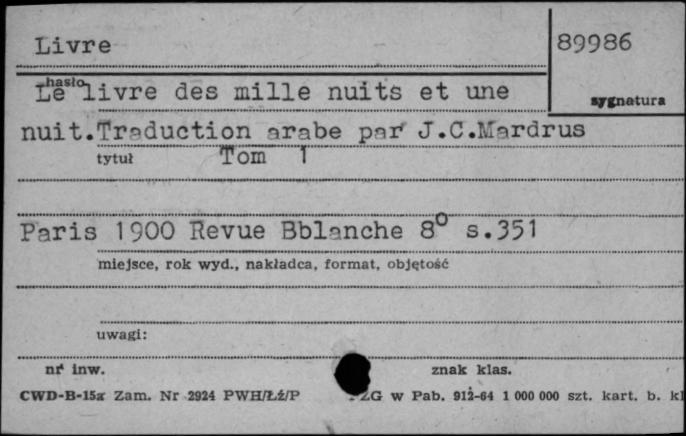 Livre
89986
hasło
Le livre des mille nuits et une
sygnatura
nuit.Traduction arabe par J.C.Mardrus
tytuł Tom 1
Paris 1900 Revue Bblanche 8º s.351
miejsce, rok wyd., nakładca, format, objętość
uwagi:
nr inw. znak klas.
CWD-B-15a Zam. Nr 2924 PWH/Łź/P ZG w Pab. 912-64 1 000 000 szt. kart. b. kl